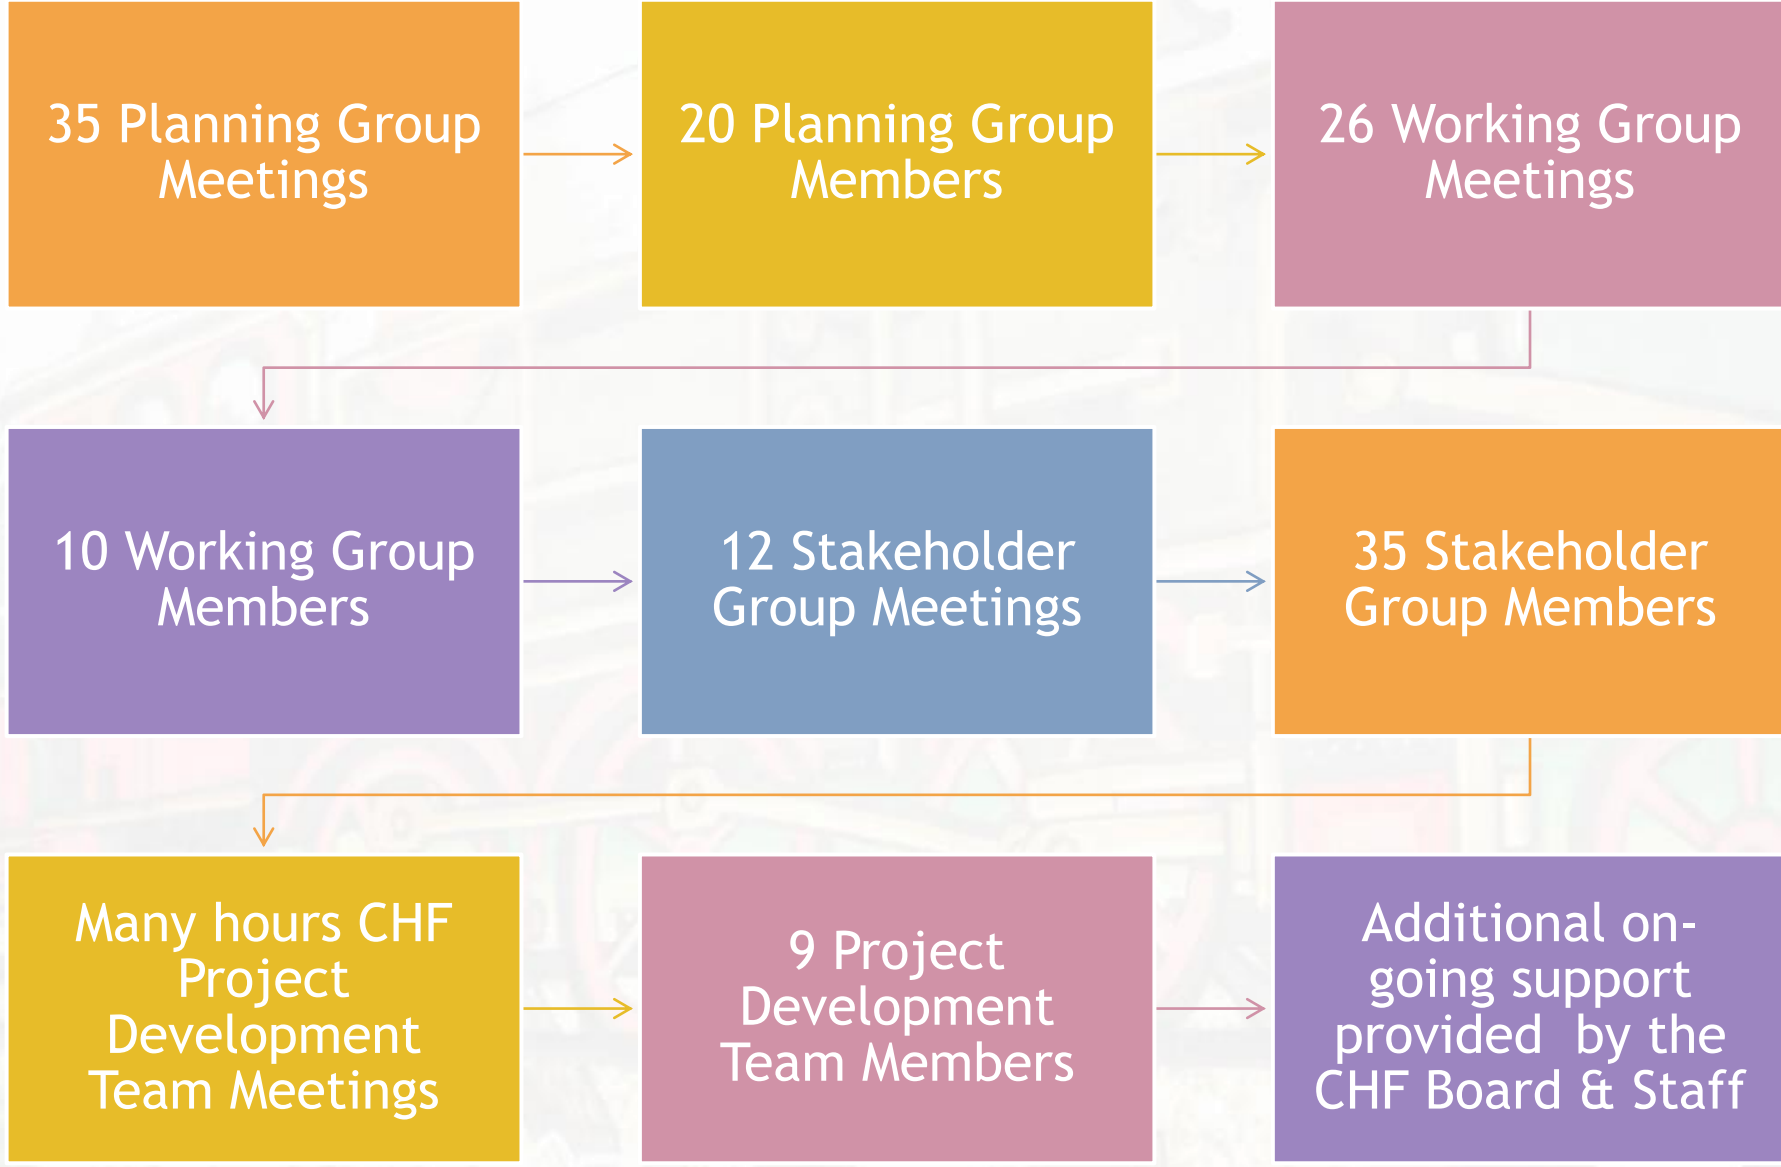 35 Planning Group
Meetings
20 Planning Group
Members
26 Working Group
Meetings
10 Working Group
Members
12 Stakeholder
Group Meetings
35 Stakeholder
Group Members
Many hours CHF
Project
Development
Team Meetings
9 Project
Development
Team Members
Additional on-
going support
provided  by the
CHF Board & Staff